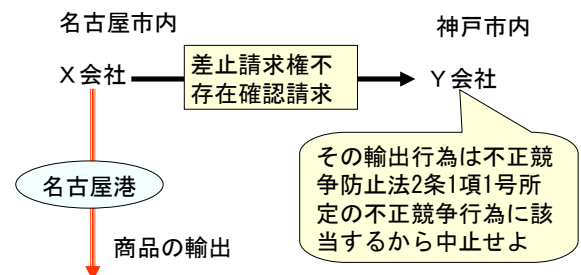 名古屋市内
神戸市内
X会社
差止請求権不
存在確認請求
Y会社
その輸出行為は不正競
争防止法2条1項1号所
定の不正競争行為に該
当するから中止せよ
名古屋港
商品の輸出